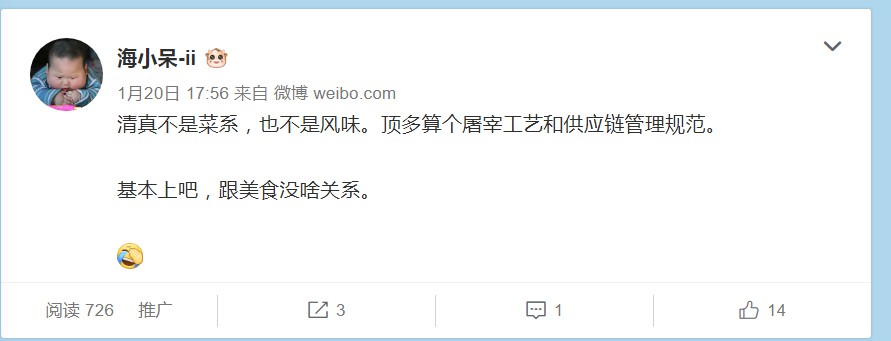 海小呆-ii
1月20日 17:56 来自 微博 weibo.com
清真不是菜系，也不是风味。顶多算个屠宰工艺和供应链管理规范。
基本上吧，跟美食没啥关系。
阅读 726 推广 3 1 14